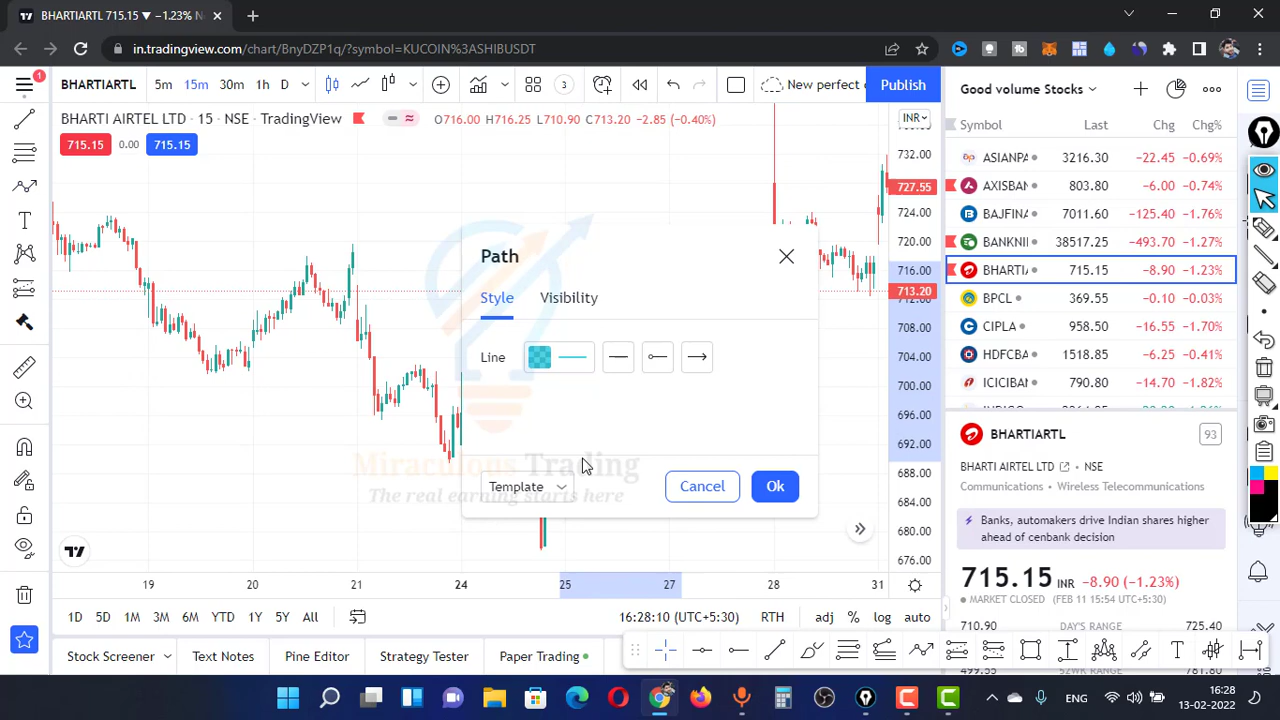 BHARTIARTL 715.15 ▼ −1.23% N
in.tradingview.com/chart/BnyDZP1q/?symbol=KUCOIN%3ASHIBUSDT
1
BHARTIARTL 5m 15m 30m 1h D 3 New perfect c Publish
Good volume Stocks
BHARTI AIRTEL LTD · 15 · NSE · TradingView O716.00 H716.25 L710.90 C713.20 −2.85 (−0.40%)
INR
715.15 0.00 715.15
Symbol Last Chg Chg%
ASIANPA 3216.30 −22.45 −0.69%
AXISBAN 803.80 −6.00 −0.74%
BAJFINA 7011.60 −125.40 −1.76%
BANKNI 38517.25 −493.70 −1.27%
BHARTIA 715.15 −8.90 −1.23%
BPCL 369.55 −0.10 −0.03%
CIPLA 958.50 −16.55 −1.70%
HDFCBA 1518.85 −6.25 −0.41%
ICICIBAN 790.80 −14.70 −1.82%
732.00
727.55
724.00
720.00
716.00
713.20
708.00
704.00
700.00
696.00
692.00
688.00
684.00
680.00
676.00
Path
Style Visibility
Line
Template Cancel Ok
Miraculous Trading
The real earning starts here
19 20 21 24 25 27 28 31
1D 5D 1M 3M 6M YTD 1Y 5Y All 16:28:10 (UTC+5:30) RTH adj % log auto
Stock Screener Text Notes Pine Editor Strategy Tester Paper Trading
BHARTIARTL 93
BHARTI AIRTEL LTD NSE
Communications • Wireless Telecommunications
Banks, automakers drive Indian shares higher
ahead of cenbank decision
715.15 INR −8.90 (−1.23%)
MARKET CLOSED (FEB 11 15:54 UTC+5:30)
710.90 DAY'S RANGE 725.40
ENG 16:28
13-02-2022